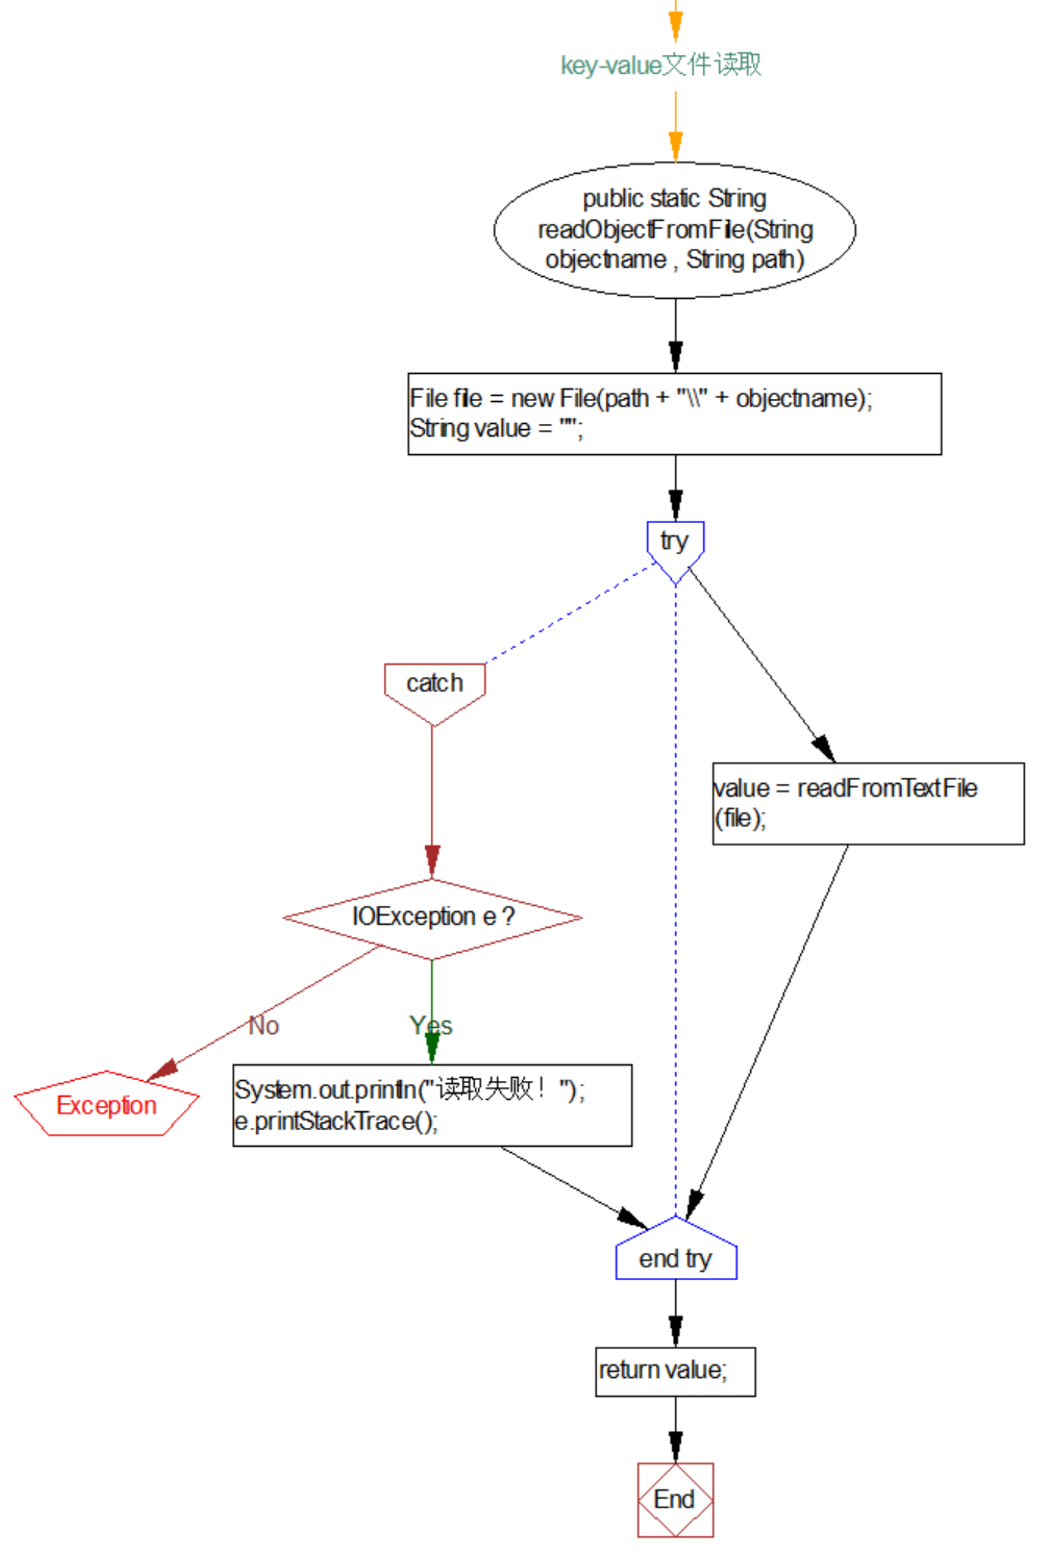 key-value文件读取
public static String
readObjectFromFile(String
objectname , String path)
File file = new File(path + "\\" + objectname);
String value = "";
try
catch
value = readFromTextFile
(file);
IOException e ?
No
Yes
Exception
System.out.println("读取失败！");
e.printStackTrace();
end try
return value;
End